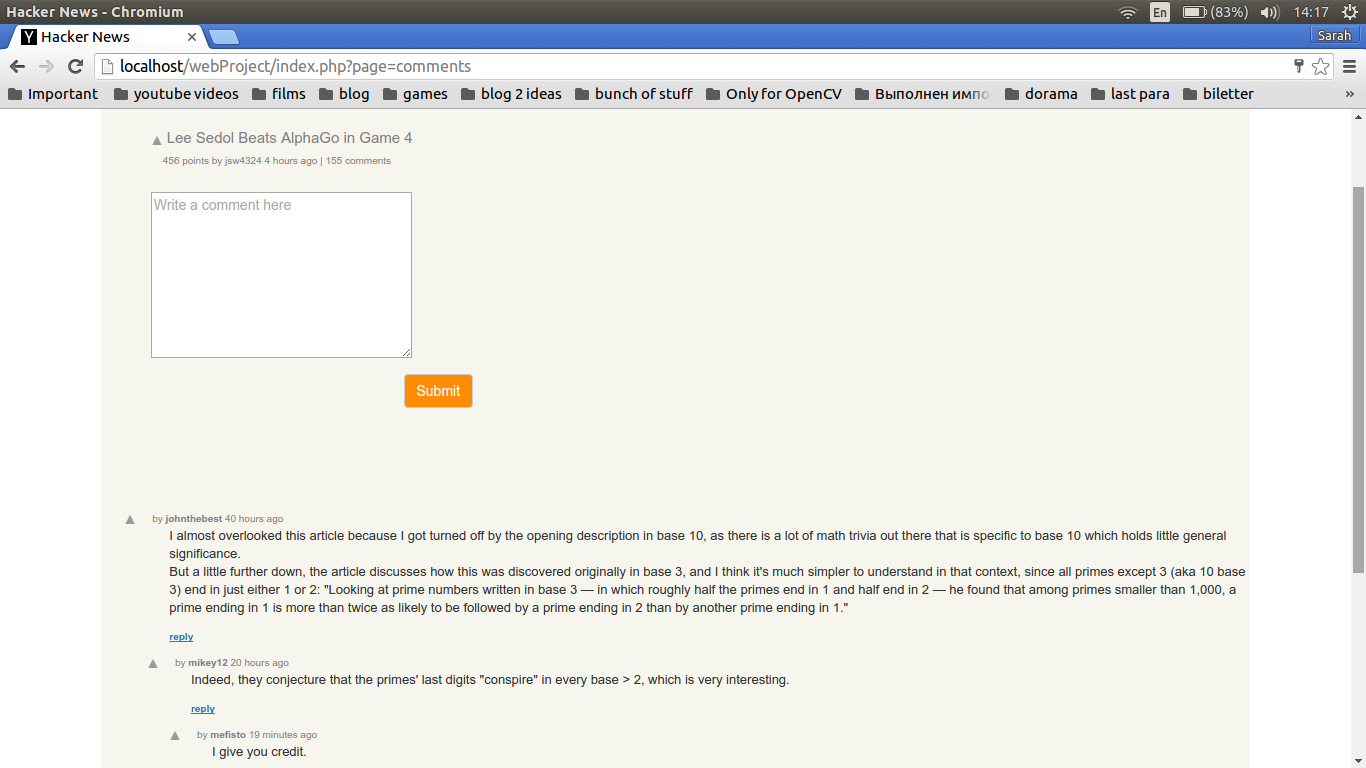 Hacker News - Chromium
En
(83%)
14:17
Y Hacker News
Sarah
localhost/webProject/index.php?page=comments
Important youtube videos films blog games blog 2 ideas bunch of stuff Only for OpenCV Выполнен импо dorama last para biletter »
▲ Lee Sedol Beats AlphaGo in Game 4
456 points by jsw4324 4 hours ago | 155 comments
Write a comment here
Submit
▲ by johnthebest 40 hours ago
I almost overlooked this article because I got turned off by the opening description in base 10, as there is a lot of math trivia out there that is specific to base 10 which holds little general
significance.
But a little further down, the article discusses how this was discovered originally in base 3, and I think it's much simpler to understand in that context, since all primes except 3 (aka 10 base
3) end in just either 1 or 2: "Looking at prime numbers written in base 3 — in which roughly half the primes end in 1 and half end in 2 — he found that among primes smaller than 1,000, a
prime ending in 1 is more than twice as likely to be followed by a prime ending in 2 than by another prime ending in 1."
reply
▲ by mikey12 20 hours ago
Indeed, they conjecture that the primes' last digits "conspire" in every base > 2, which is very interesting.
reply
▲ by mefisto 19 minutes ago
I give you credit.